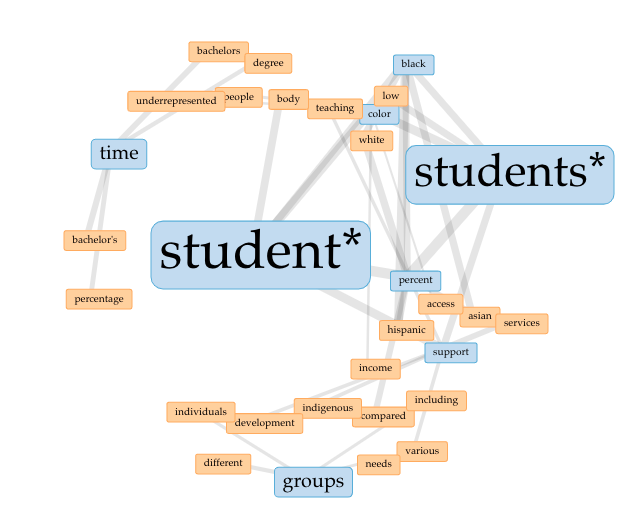 bachelors
degree
black
underrepresented
people
body
low
teaching
color
white
time
students*
bachelor's
student*
percentage
percent
access
asian
services
hispanic
support
income
including
individuals
indigenous
compared
development
various
different
needs
groups